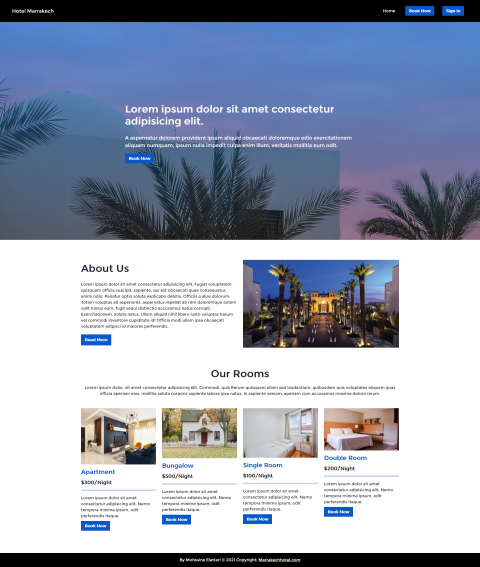 Hotel Marrakech
Home
Book Now
Sign In
Lorem ipsum dolor sit amet consectetur
adipisicing elit.
A aspernatur dolorem provident ipsam aliquid obcaecati doloremque odio exercitationem
aliquam numquam, ipsum nulla impedit culpa enim illum, veritatis mollitia eum odit.
Book Now
About Us
Lorem ipsum dolor sit amet consectetur adipisicing elit. Fugiat voluptatem
quisquam officia suscipit, sapiente, qui est obcaecati quae consequatur,
animi odio. Pariatur optio soluta explicabo debitis. Officiis a alias dolorum.
Totam voluptas ad asperiores, aspernatur repellat ab rem doloremque autem
velit minus eum, fugit sequi distinctio accusamus natus corrupti.
Exercitationem, soluta natus. Ullam aliquid nihil libero iusto voluptas tenetur
vel commodi inventore cupiditate id! Officia modi ullam ipsa obcaecati
voluptatem adipisci id maiores perferendis.
Read More
Our Rooms
Lorem ipsum dolor, sit amet consectetur adipisicing elit. Commodi, quis Rerum quisquam ullam sed laudantium, quibusdam quis voluptates aliquam quas
officia aperiam eius, mollitia soluta corporis sapiente labore ipsa natus. In sapiente veniam, aperiam cum accusamus maxime dolore rerum.
Apartment
$300/Night
Lorem ipsum dolor sit amet
consectetur adipisicing elit. Nemo
tempora minima incidunt, odit
perferendis itaque.
Book Now
Bungalow
$500/Night
Lorem ipsum dolor sit amet
consectetur adipisicing elit. Nemo
tempora minima incidunt, odit
perferendis itaque.
Book Now
Single Room
$100/Night
Lorem ipsum dolor sit amet
consectetur adipisicing elit. Nemo
tempora minima incidunt, odit
perferendis itaque.
Book Now
Double Room
$200/Night
Lorem ipsum dolor sit amet
consectetur adipisicing elit. Nemo
tempora minima incidunt, odit
perferendis itaque.
Book Now
By Mohssine Elattari © 2021 Copyright: Marrakechhotel.com